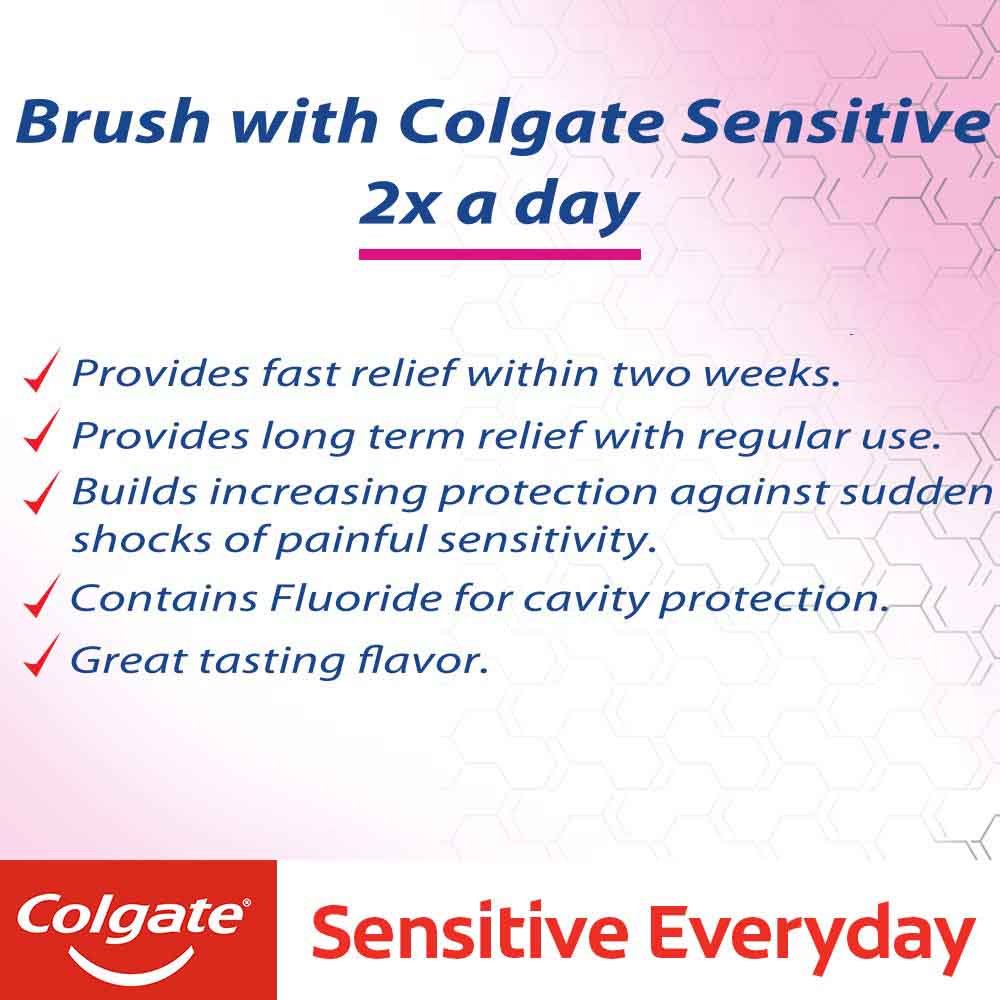 Brush with Colgate Sensitive
2x a day
Provides fast relief within two weeks.
Provides long term relief with regular use.
Builds increasing protection against sudden
shocks of painful sensitivity.
Contains Fluoride for cavity protection.
Great tasting flavor.
Colgate®
Sensitive Everyday